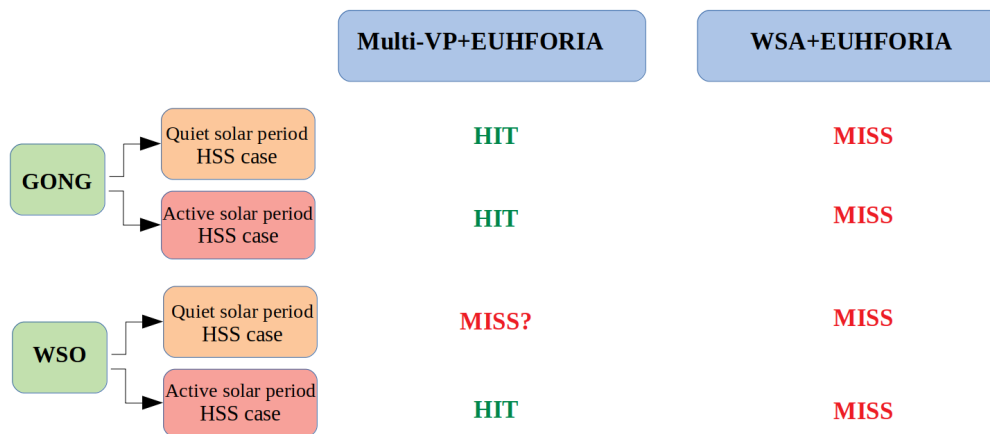 Multi-VP+EUHFORIA
WSA+EUHFORIA
GONG
Quiet solar period
HSS case
HIT
MISS
Active solar period
HSS case
HIT
MISS
WSO
Quiet solar period
HSS case
MISS?
MISS
Active solar period
HSS case
HIT
MISS